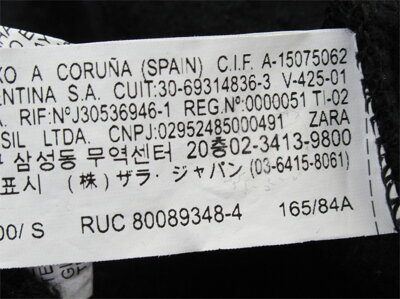 XO A CORUÑA (SPAIN) C.I.F. A-15075062
ENTINA S.A. CUIT:30-69314836-3 V-425-01
A. RIF:NºJ30536946-1 REG.Nº:0000051 TI-02
SIL LTDA. CNPJ:02952485000491 ZARA
삼성동 무역센터 20층02-3413-9800
표시 (株) ザラ・ジャパン (03-6415-8061)
00/ S RUC 80089348-4 165/84A